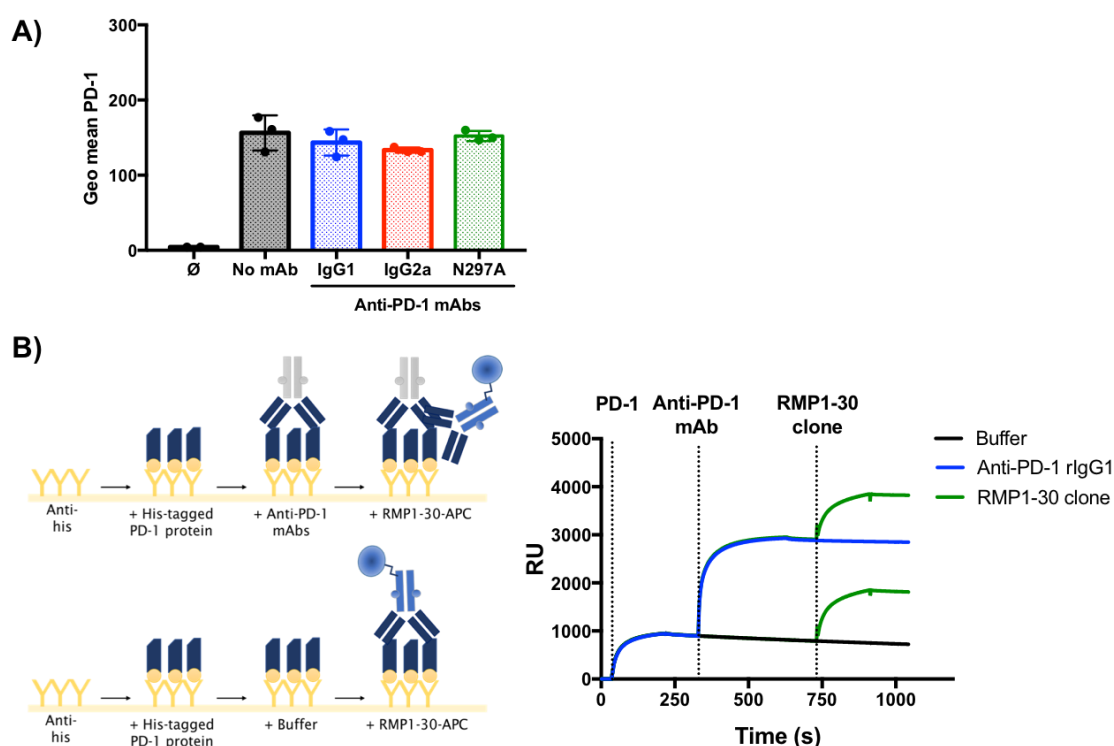 A)
300
200
100
0
Geo mean PD-1
Ø No mAb IgG1 IgG2a N297A
Anti-PD-1 mAbs
B)
Anti-
his
+ His-tagged
PD-1 protein
+ Anti-PD-1
mAbs
+ RMP1-30-APC
Anti-
his
+ His-tagged
PD-1 protein
+ Buffer
+ RMP1-30-APC
PD-1
Anti-PD-1
mAb
RMP1-30
clone
5000
4000
3000
2000
1000
0
RU
0 250 500 750 1000
Time (s)
Buffer
Anti-PD-1 rIgG1
RMP1-30 clone